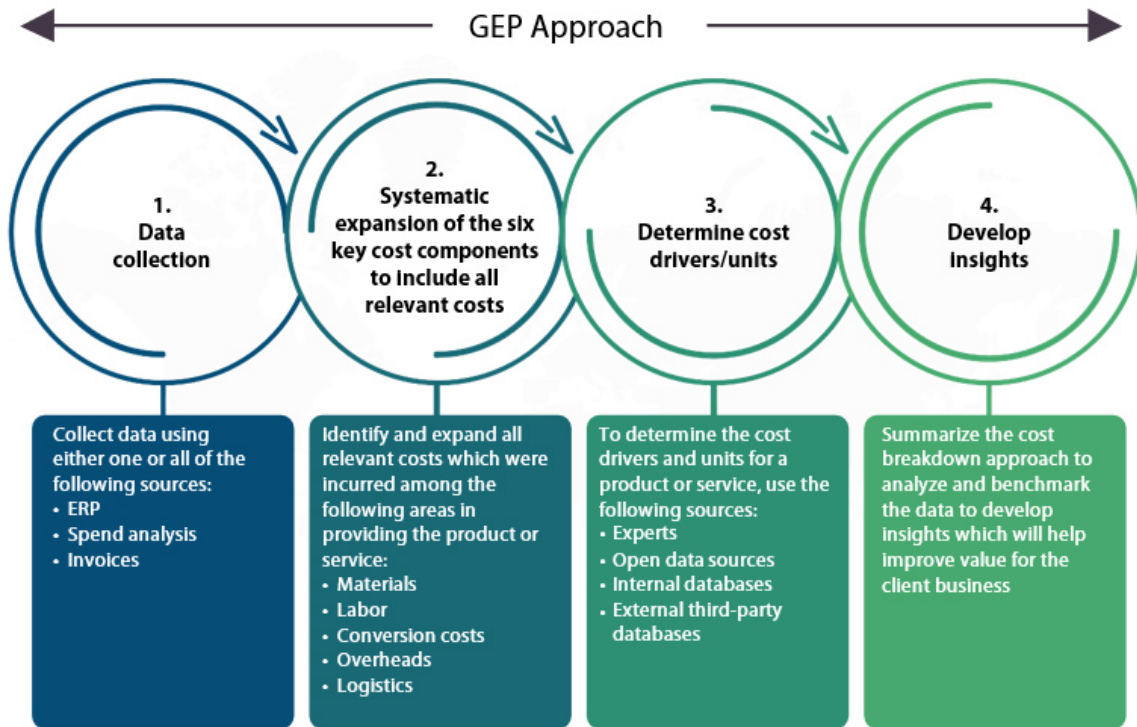 GEP Approach
1.
Data
collection
2.
Systematic
expansion of the six
key cost components
to include all
relevant costs
3.
Determine cost
drivers/units
4.
Develop
insights
Collect data using
either one or all of the
following sources:
• ERP
• Spend analysis
• Invoices
Identify and expand all
relevant costs which were
incurred among the
following areas in
providing the product or
service:
• Materials
• Labor
• Conversion costs
• Overheads
• Logistics
To determine the cost
drivers and units for a
product or service, use the
following sources:
• Experts
• Open data sources
• Internal databases
• External third-party
databases
Summarize the cost
breakdown approach to
analyze and benchmark
the data to develop
insights which will help
improve value for the
client business